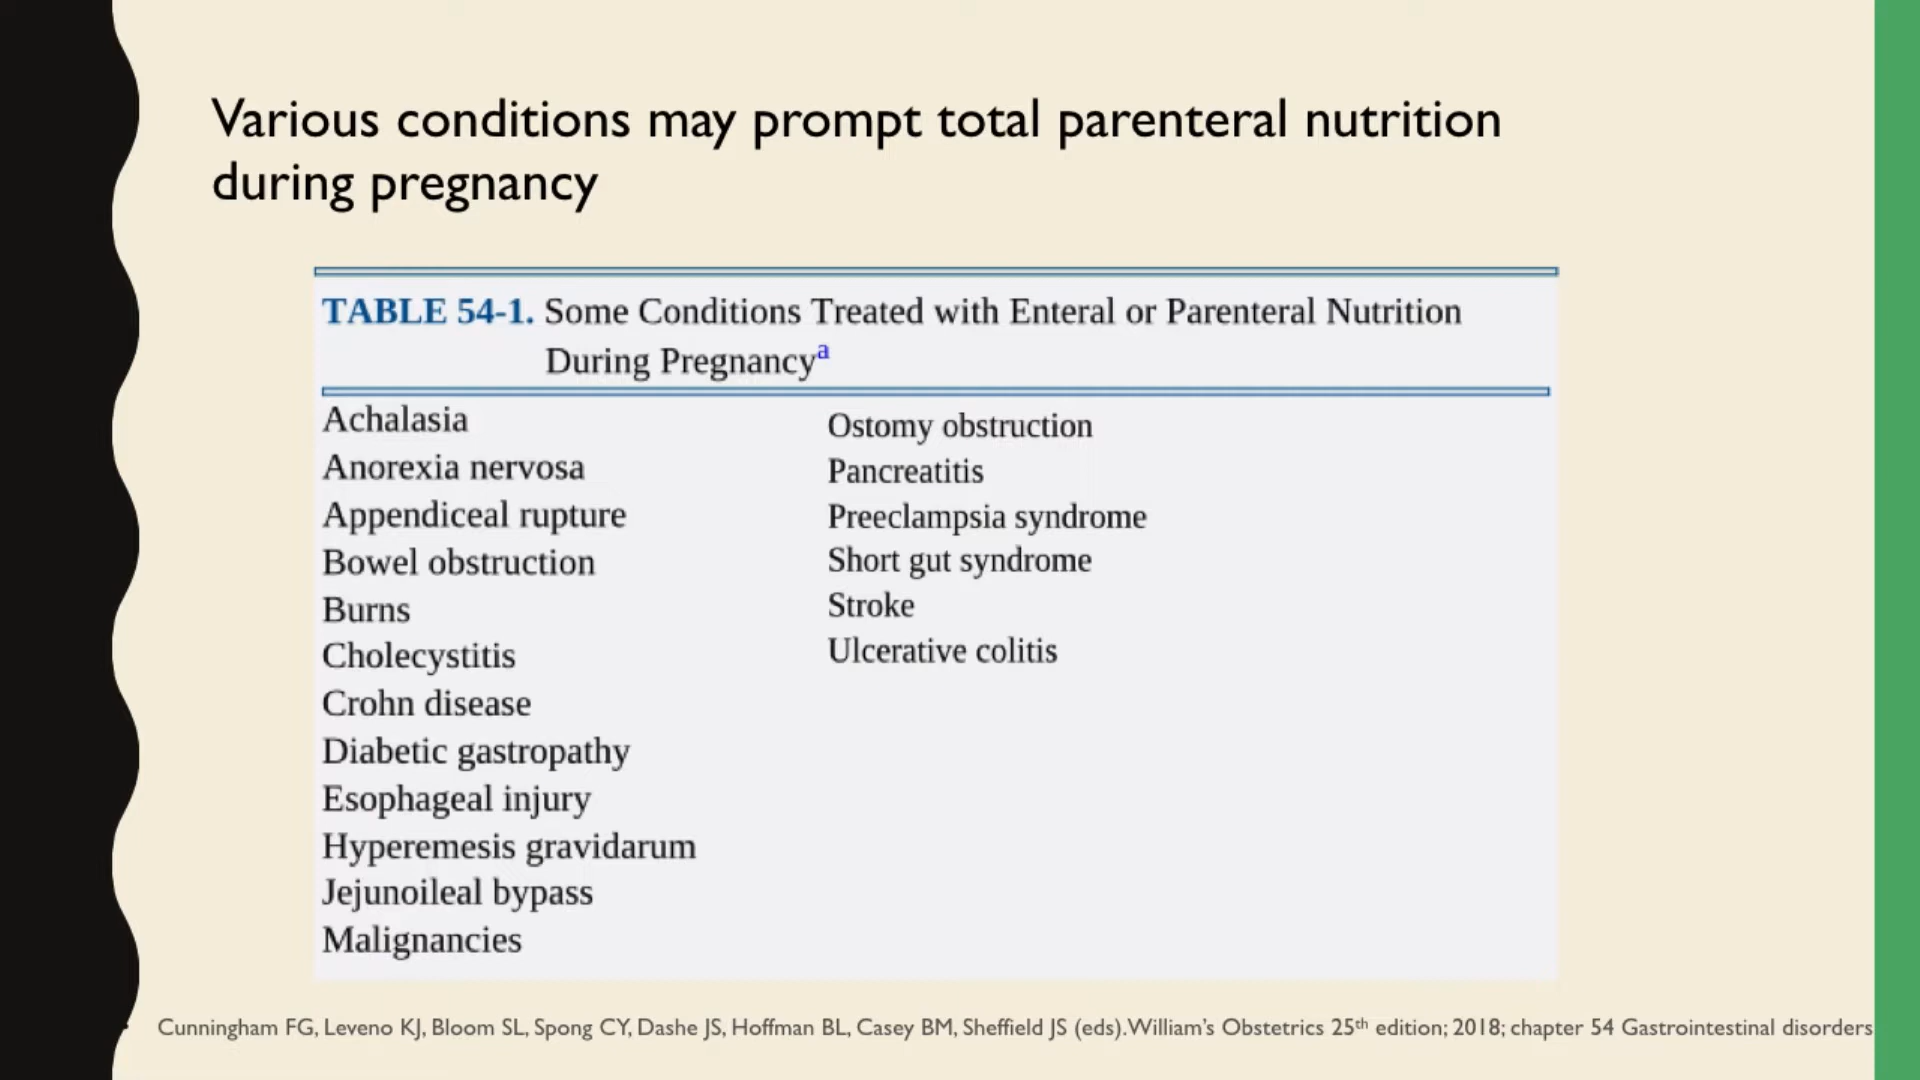 Various conditions may prompt total parenteral nutrition
during pregnancy
TABLE 54-1. Some Conditions Treated with Enteral or Parenteral Nutrition
During Pregnancyᵃ
Achalasia
Anorexia nervosa
Appendiceal rupture
Bowel obstruction
Burns
Cholecystitis
Crohn disease
Diabetic gastropathy
Esophageal injury
Hyperemesis gravidarum
Jejunoileal bypass
Malignancies
Ostomy obstruction
Pancreatitis
Preeclampsia syndrome
Short gut syndrome
Stroke
Ulcerative colitis
Cunningham FG, Leveno KJ, Bloom SL, Spong CY, Dashe JS, Hoffman BL, Casey BM, Sheffield JS (eds).William's Obstetrics 25ᵗʰ edition; 2018; chapter 54 Gastrointestinal disorders